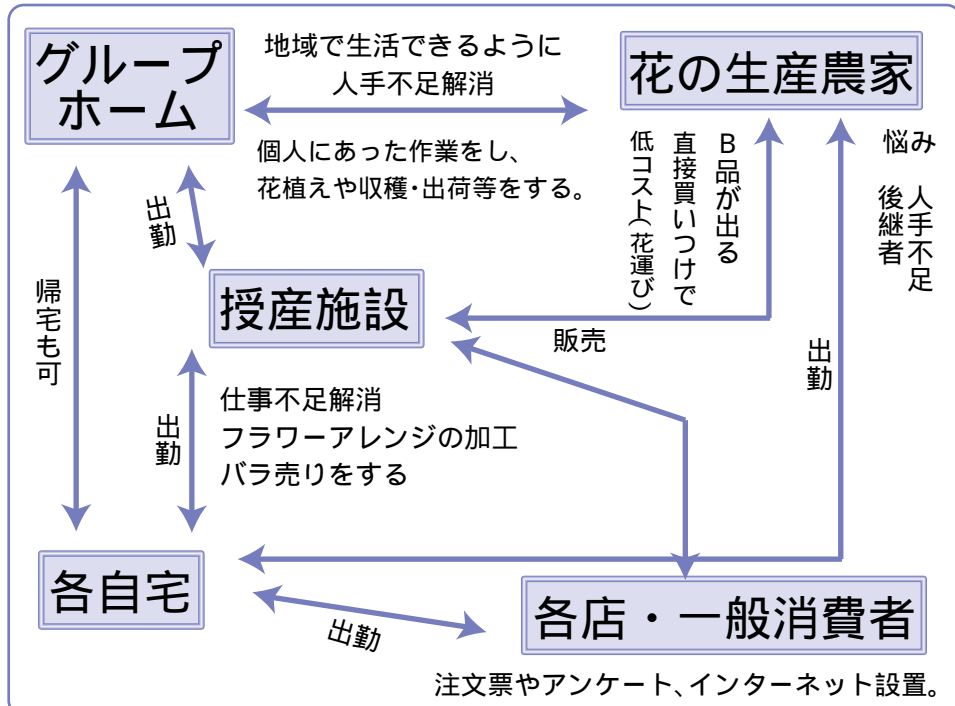 グループ
ホーム
地域で生活できるように
人手不足解消
花の生産農家
個人にあった作業をし、
花植えや収穫・出荷等をする。
B品が出る
直接買いつけで
低コスト(花運び)
悩み
人手不足
後継者
出勤
帰宅も可
授産施設
販売
出勤
出勤
仕事不足解消
フラワーアレンジの加工
バラ売りをする
各自宅
出勤
各店・一般消費者
注文票やアンケート、インターネット設置。